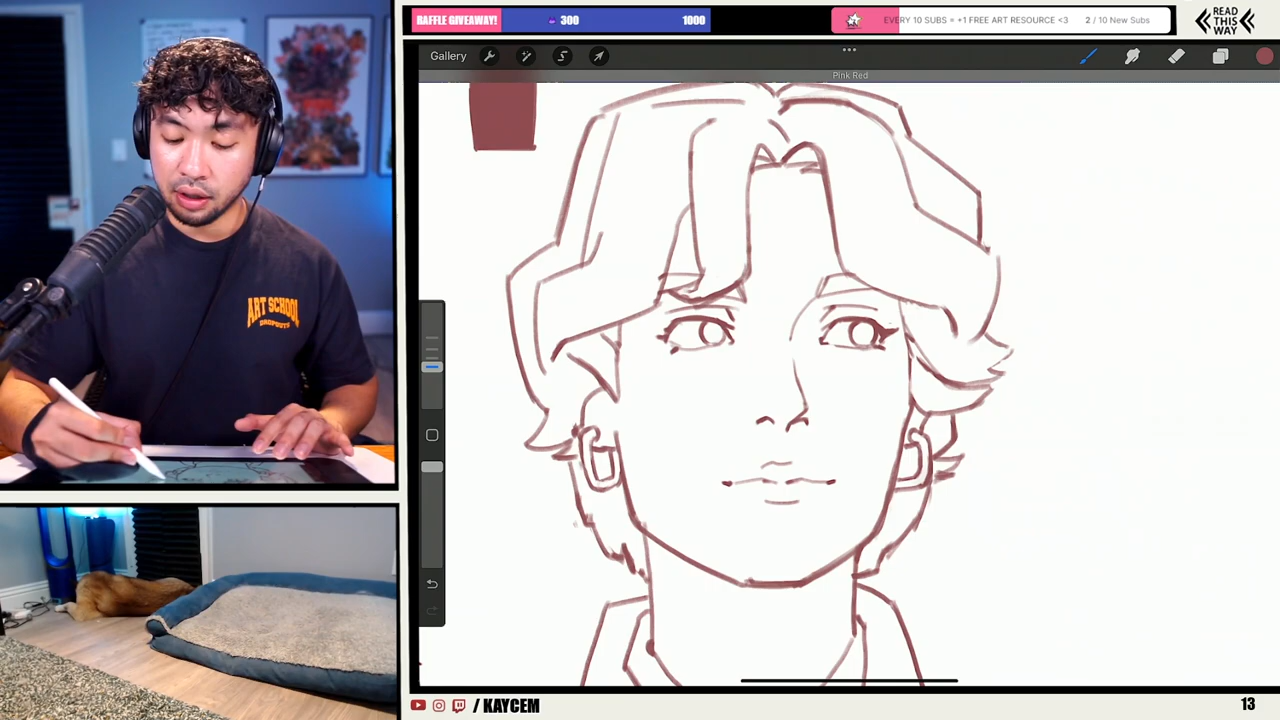 RAFFLE GIVEAWAY!
300
1000
EVERY 10 SUBS = +1 FREE ART RESOURCE <3
2 / 10 New Subs
READ
THIS
WAY
Gallery
Pink Red
ART SCHOOL
DROPOUTS
/ KAYCEM
13